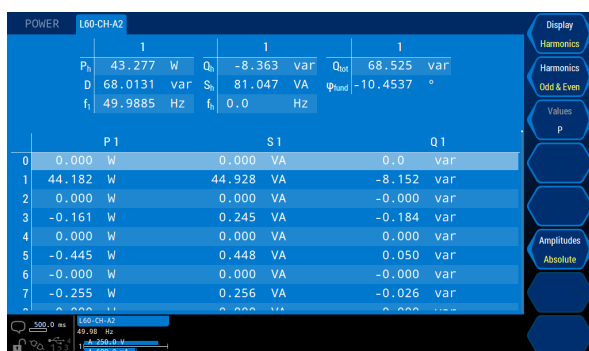 POWER L60-CH-A2 Display
Harmonics
1 1 1
Ph 43.277 W Qh -8.363 var Qtot 68.525 var
D 68.0131 var Sh 81.047 VA φfund -10.4537 °
f1 49.9885 Hz fh 0.0 Hz
Harmonics
Odd & Even
Values
P
P 1 S 1 Q 1
0 0.000 W 0.000 VA 0.0 var
1 44.182 W 44.928 VA -8.152 var
2 0.000 W 0.000 VA -0.000 var
3 -0.161 W 0.245 VA -0.184 var
4 0.000 W 0.000 VA 0.000 var
5 -0.445 W 0.448 VA 0.050 var
6 -0.000 W 0.000 VA -0.000 var
7 -0.255 W 0.256 VA -0.026 var
Amplitudes
Absolute
500.0 ms L60-CH-A2
49.98 Hz
1 A 250.0 V